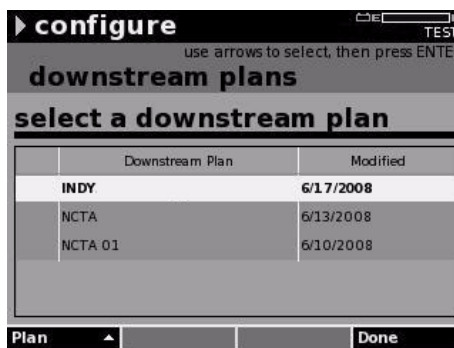 configure
E
TEST
use arrows to select, then press ENTE
downstream plans
select a downstream plan
Downstream Plan Modified
INDY 6/17/2008
NCTA 6/13/2008
NCTA 01 6/10/2008
Plan Done